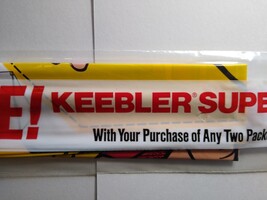 E! KEEBLER® SUPE
With Your Purchase of Any Two Pack